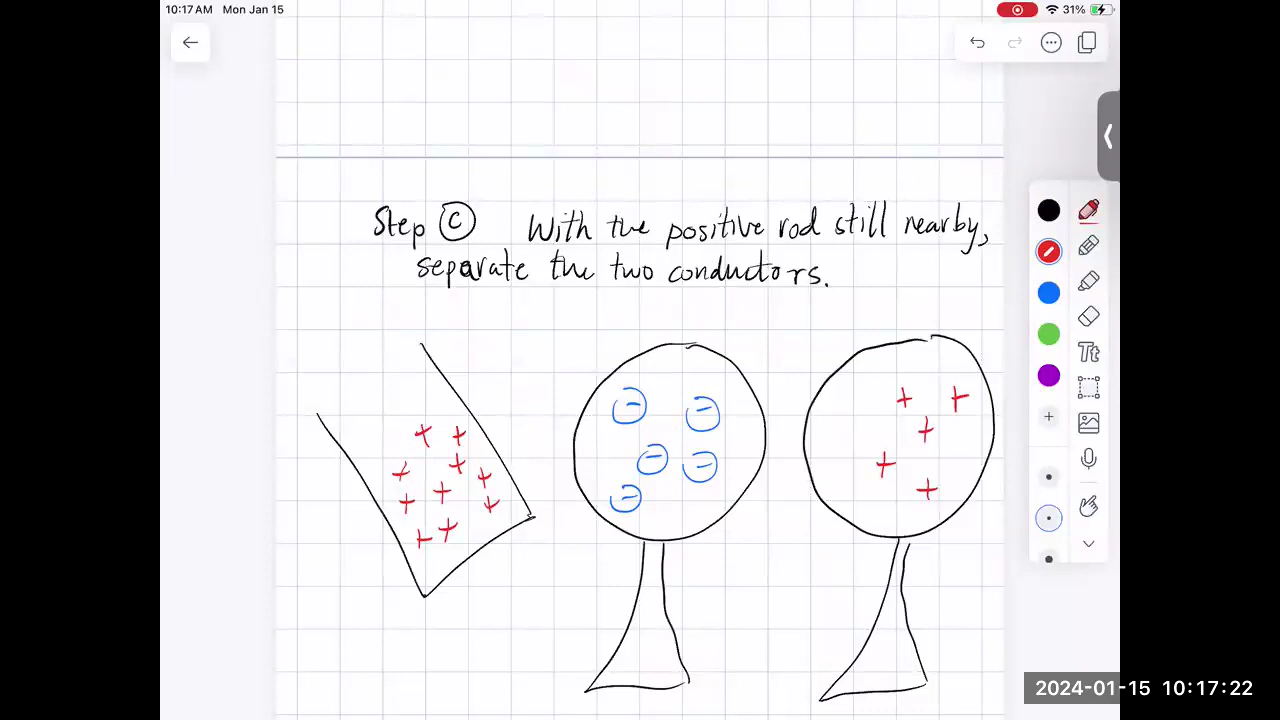 10:17 AM Mon Jan 15
31%
Step ⓒ With the positive rod still nearby,
separate the two conductors.
+ + + + + + + + + + +
⊖ ⊖ ⊖ ⊖ ⊖
+ + + + +
Tt
2024-01-15 10:17:22